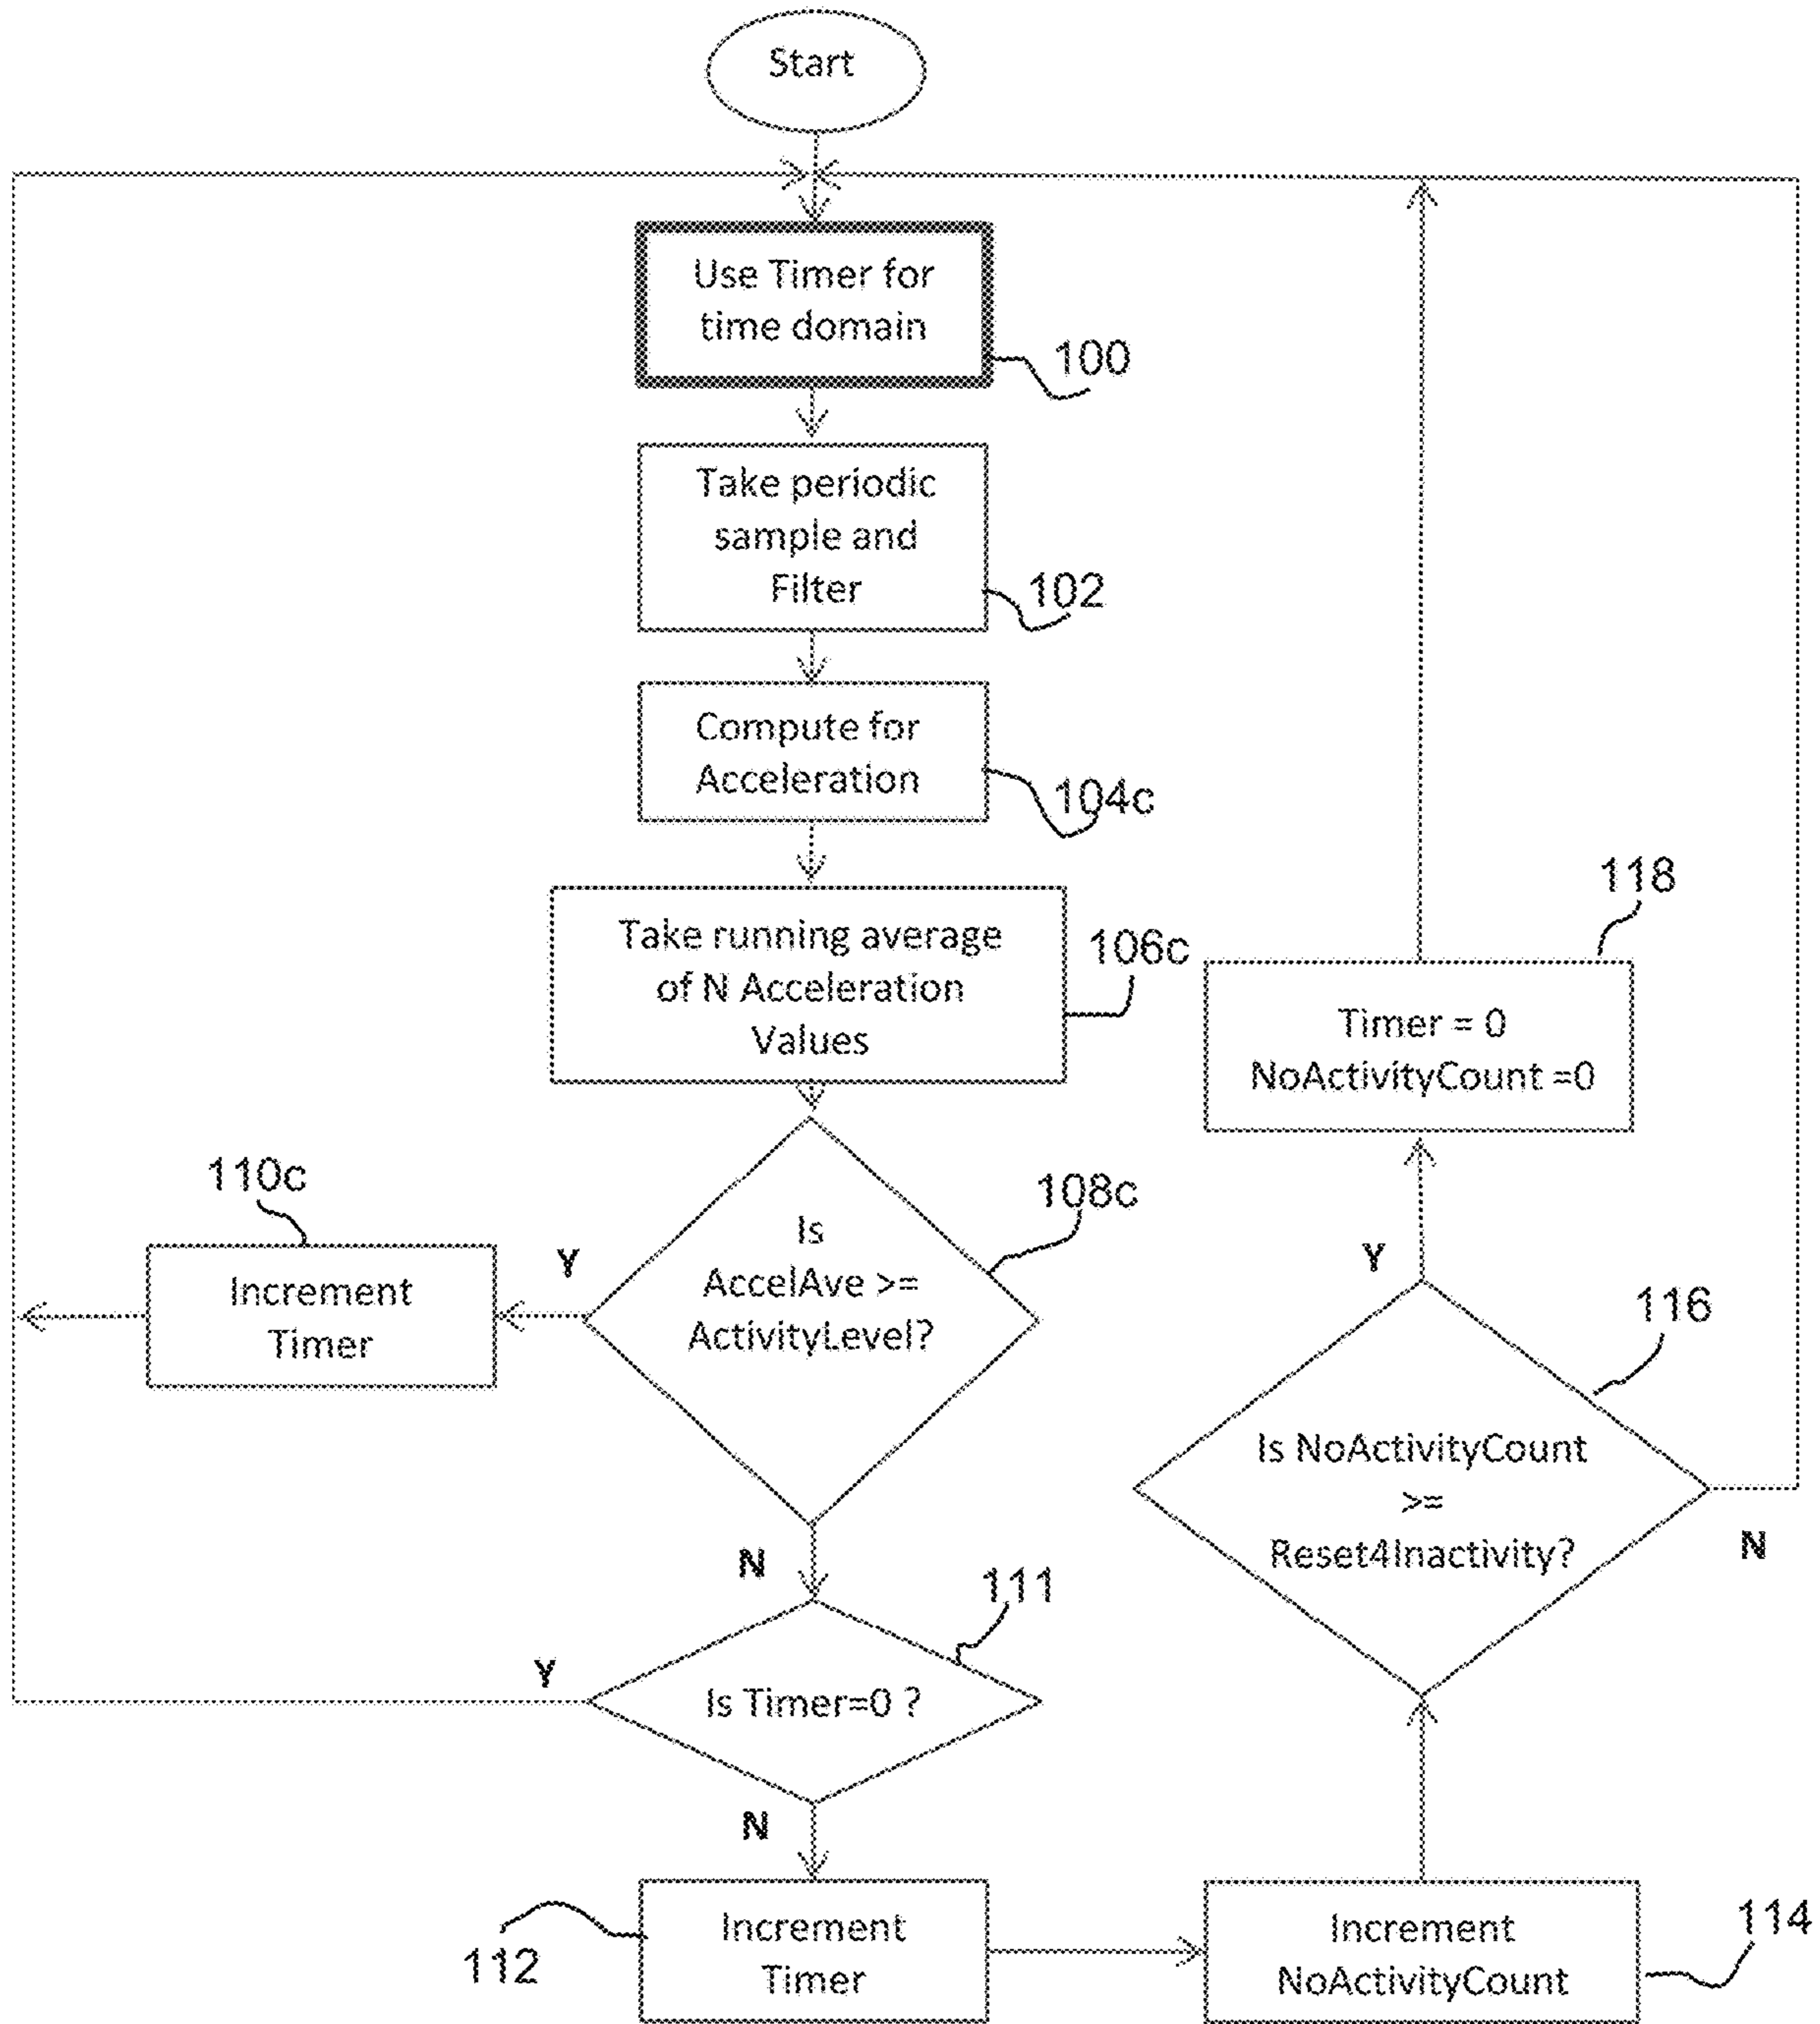 Start
Use Timer for
time domain
100
Take periodic
sample and
Filter
102
Compute for
Acceleration
104c
Take running average
of N Acceleration
Values
106c
118
Timer = 0
NoActivityCount =0
110c
Increment
Timer
Y
Is
AccelAve >=
ActivityLevel?
108c
Y
116
Is NoActivityCount
>=
Reset4Inactivity?
N
N
111
Y
Is Timer=0 ?
N
112
Increment
Timer
Increment
NoActivityCount
114